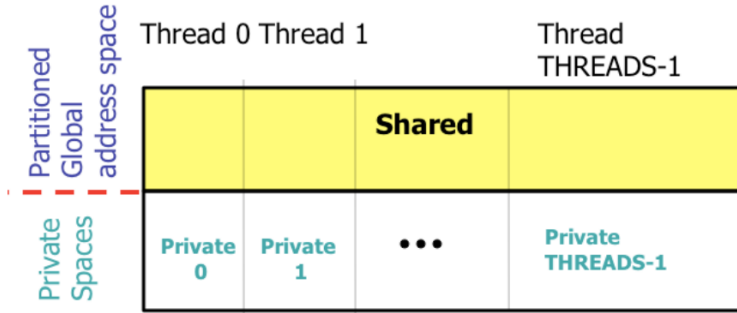 Thread 0 Thread 1
Thread
THREADS-1
Partitioned
Global
address space
Shared
Private
Spaces
Private
0
Private
1
•••
Private
THREADS-1